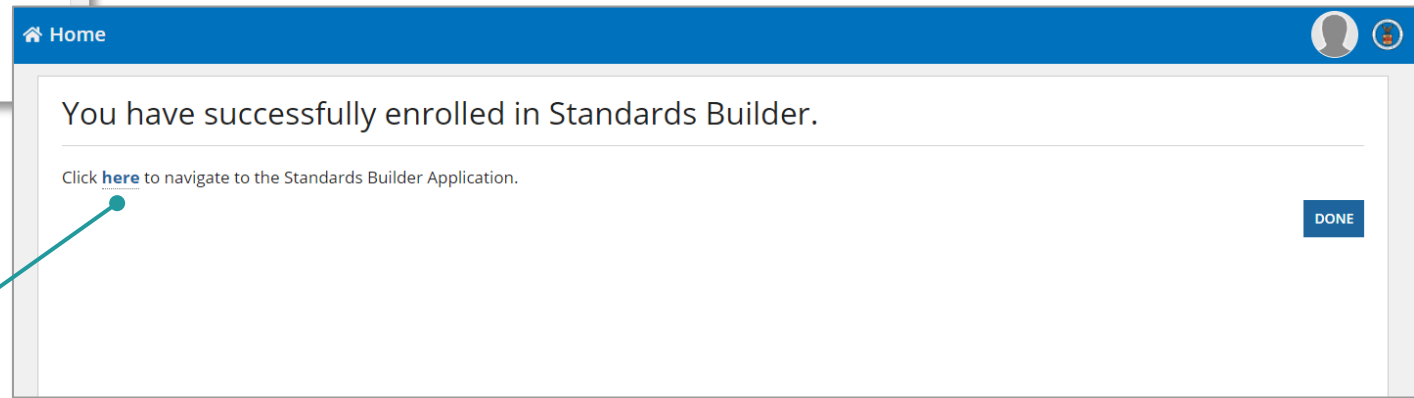 Home
You have successfully enrolled in Standards Builder.
Click here to navigate to the Standards Builder Application.
DONE